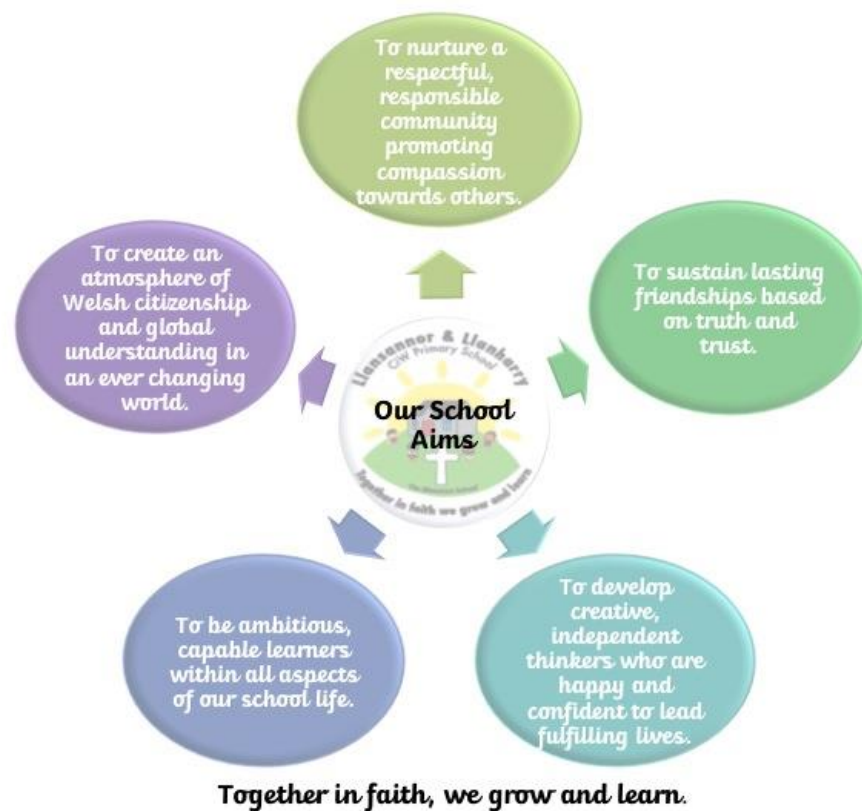 To nurture a
respectful,
responsible
community
promoting
compassion
towards others.
To sustain lasting
friendships based
on truth and
trust.
To develop
creative,
independent
thinkers who are
happy and
confident to lead
fulfilling lives.
To be ambitious,
capable learners
within all aspects
of our school life.
To create an
atmosphere of
Welsh citizenship
and global
understanding in
an ever changing
world.
Llansannor & Llanharry
CIW Primary School
Our School
Aims
Together in faith we grow and learn
Together in faith, we grow and learn.